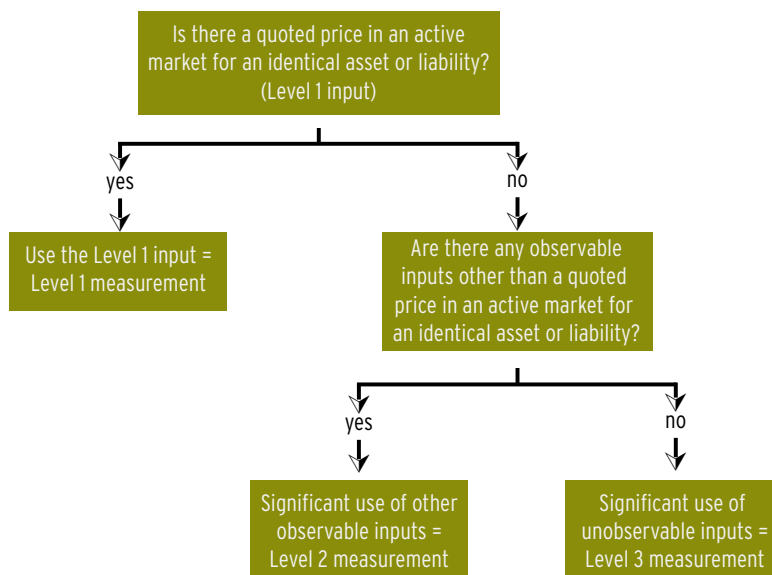 Is there a quoted price in an active
market for an identical asset or liability?
(Level 1 input)
yes
no
Use the Level 1 input =
Level 1 measurement
Are there any observable
inputs other than a quoted
price in an active market for
an identical asset or liability?
yes
no
Significant use of other
observable inputs =
Level 2 measurement
Significant use of
unobservable inputs =
Level 3 measurement